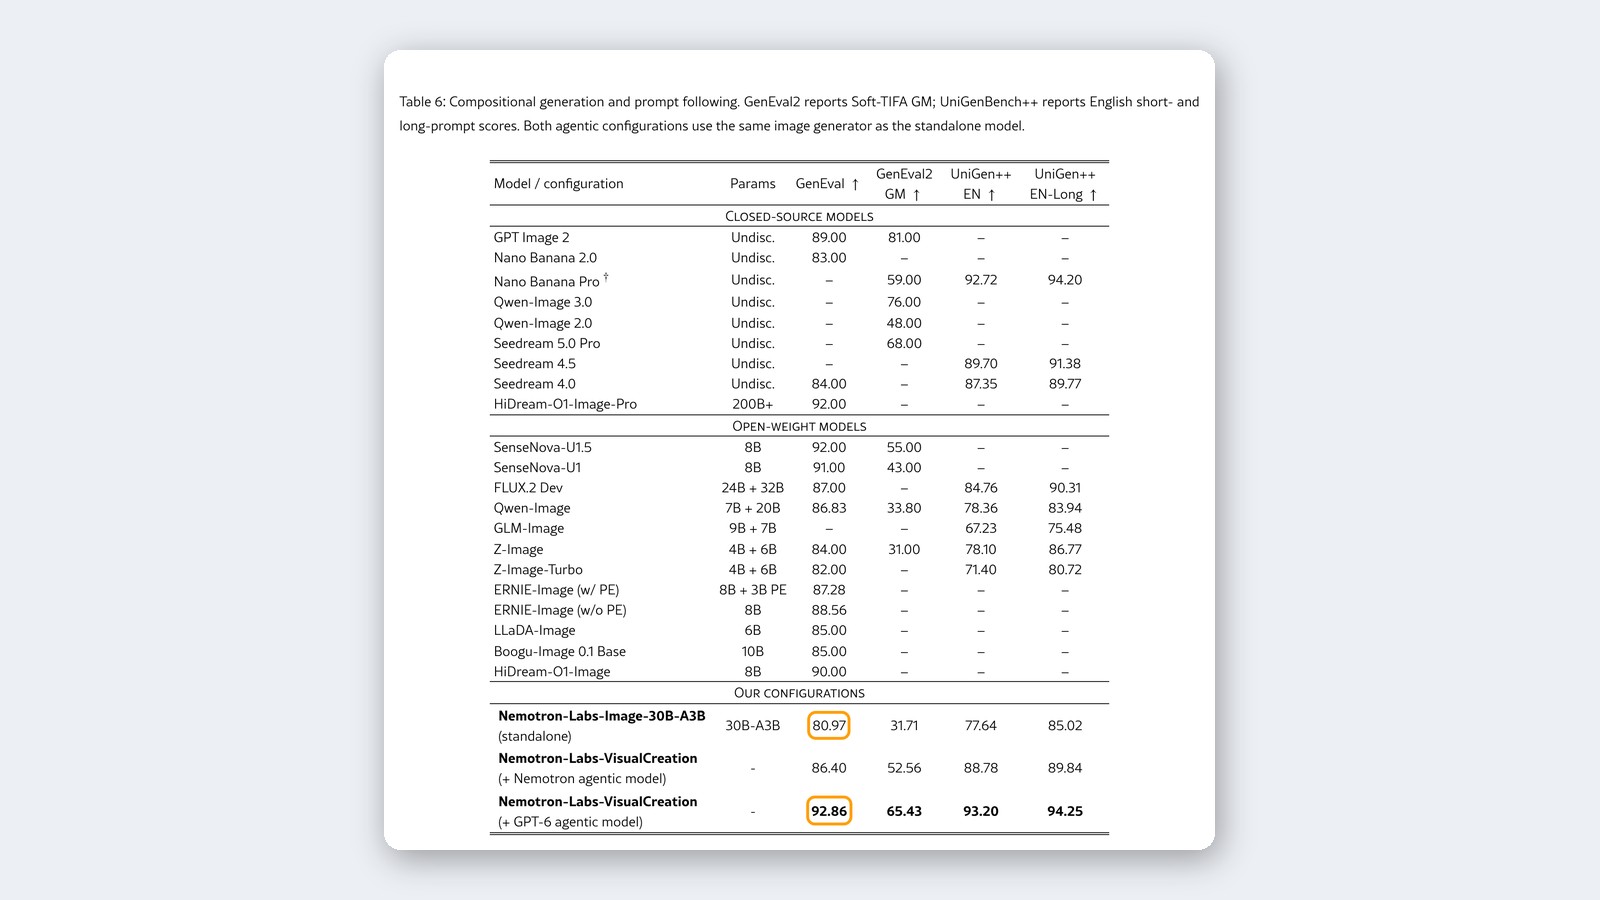 Table 6: Compositional generation and prompt following. GenEval2 reports Soft-TIFA GM; UniGenBench++ reports English short- and
long-prompt scores. Both agentic configurations use the same image generator as the standalone model.
Model / configuration Params GenEval ↑ GenEval2 GM ↑ UniGen++ EN ↑ UniGen++ EN-Long ↑
CLOSED-SOURCE MODELS
GPT Image 2 Undisc. 89.00 81.00 – –
Nano Banana 2.0 Undisc. 83.00 – – –
Nano Banana Pro † Undisc. – 59.00 92.72 94.20
Qwen-Image 3.0 Undisc. – 76.00 – –
Qwen-Image 2.0 Undisc. – 48.00 – –
Seedream 5.0 Pro Undisc. – 68.00 – –
Seedream 4.5 Undisc. – – 89.70 91.38
Seedream 4.0 Undisc. 84.00 – 87.35 89.77
HiDream-O1-Image-Pro 200B+ 92.00 – – –
OPEN-WEIGHT MODELS
SenseNova-U1.5 8B 92.00 55.00 – –
SenseNova-U1 8B 91.00 43.00 – –
FLUX.2 Dev 24B + 32B 87.00 – 84.76 90.31
Qwen-Image 7B + 20B 86.83 33.80 78.36 83.94
GLM-Image 9B + 7B – – 67.23 75.48
Z-Image 4B + 6B 84.00 31.00 78.10 86.77
Z-Image-Turbo 4B + 6B 82.00 – 71.40 80.72
ERNIE-Image (w/ PE) 8B + 3B PE 87.28 – – –
ERNIE-Image (w/o PE) 8B 88.56 – – –
LLaDA-Image 6B 85.00 – – –
Boogu-Image 0.1 Base 10B 85.00 – – –
HiDream-O1-Image 8B 90.00 – – –
OUR CONFIGURATIONS
Nemotron-Labs-Image-30B-A3B
(standalone) 30B-A3B 80.97 31.71 77.64 85.02
Nemotron-Labs-VisualCreation
(+ Nemotron agentic model) - 86.40 52.56 88.78 89.84
Nemotron-Labs-VisualCreation
(+ GPT-6 agentic model) - 92.86 65.43 93.20 94.25